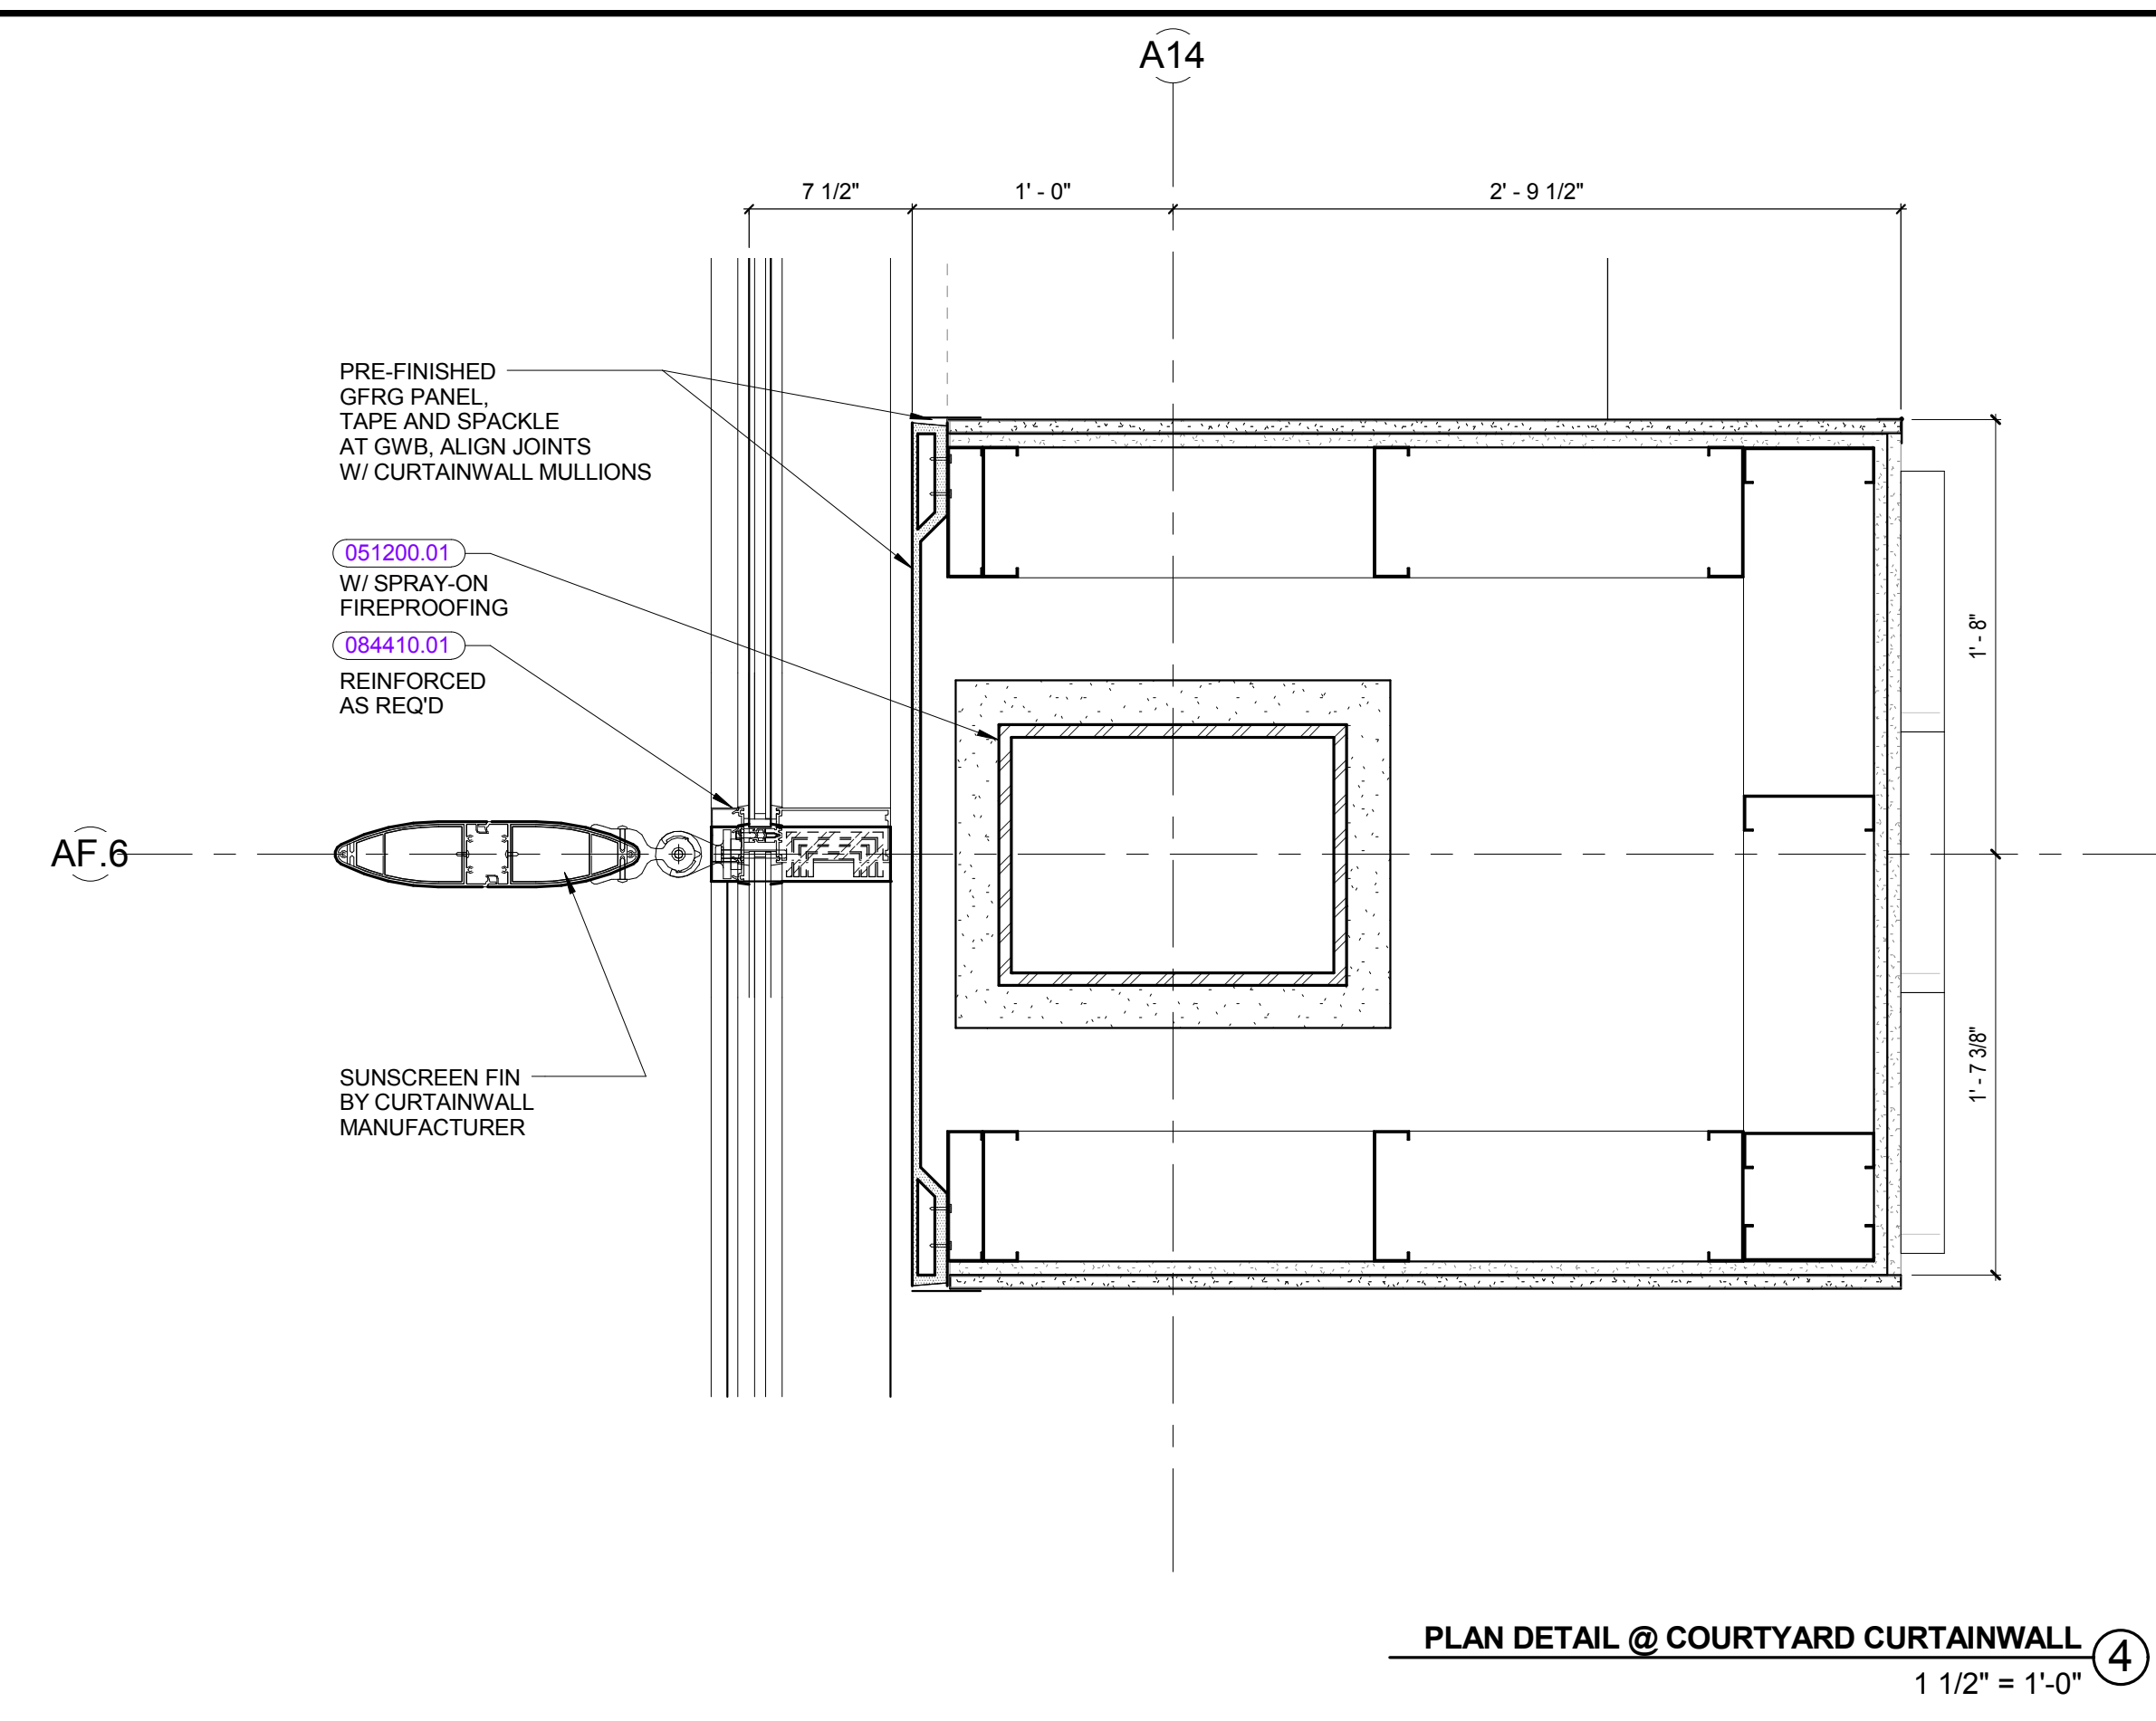 A14
7 1/2"
1' - 0"
2' - 9 1/2"
PRE-FINISHED
GFRG PANEL,
TAPE AND SPACKLE
AT GWB, ALIGN JOINTS
W/ CURTAINWALL MULLIONS
051200.01
W/ SPRAY-ON
FIREPROOFING
084410.01
REINFORCED
AS REQ'D
1' - 8"
AF.6
1' - 7 3/8"
SUNSCREEN FIN
BY CURTAINWALL
MANUFACTURER
PLAN DETAIL @ COURTYARD CURTAINWALL
4
1 1/2" = 1'-0"